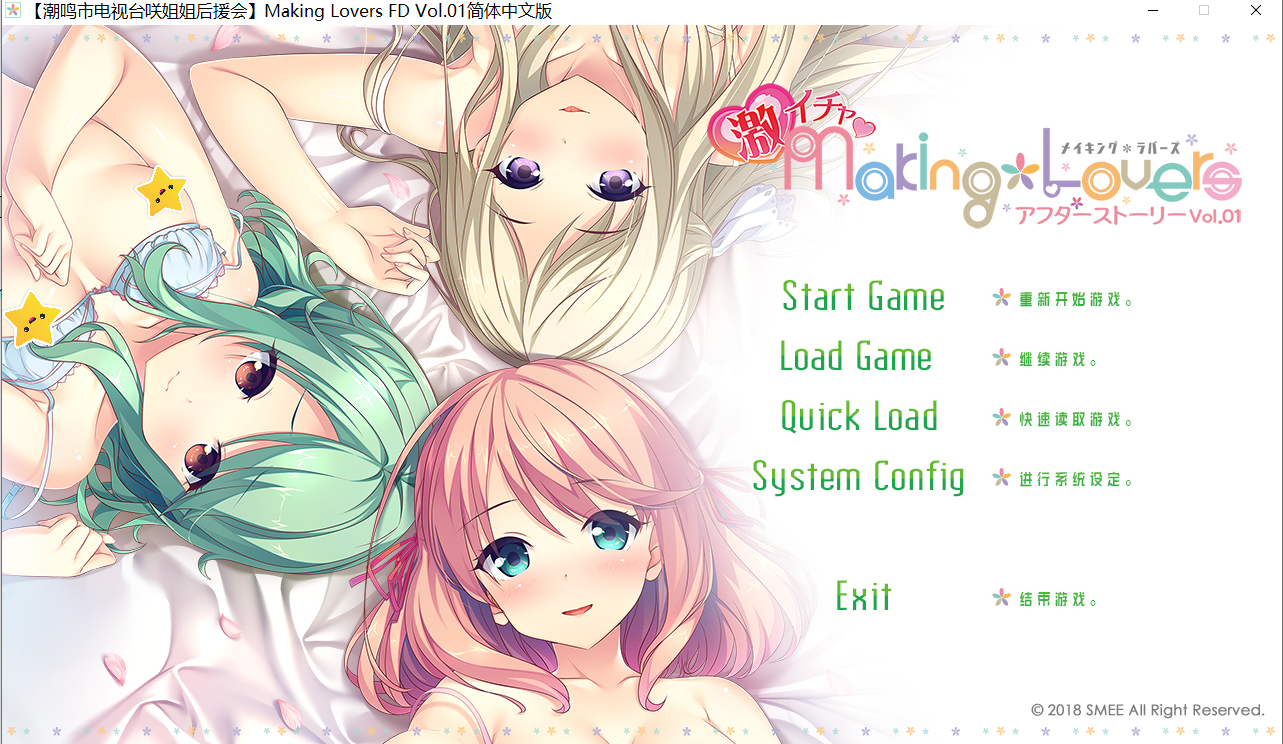 【潮鸣市电视台咲姐姐后援会】Making Lovers FD Vol.01简体中文版
激イチャ
メイキング*ラバーズ
Making*Lovers
アフターストーリーVol.01
Start Game 重新开始游戏。
Load Game 继续游戏。
Quick Load 快速读取游戏。
System Config 进行系统设定。
Exit 结束游戏。
© 2018 SMEE All Right Reserved.